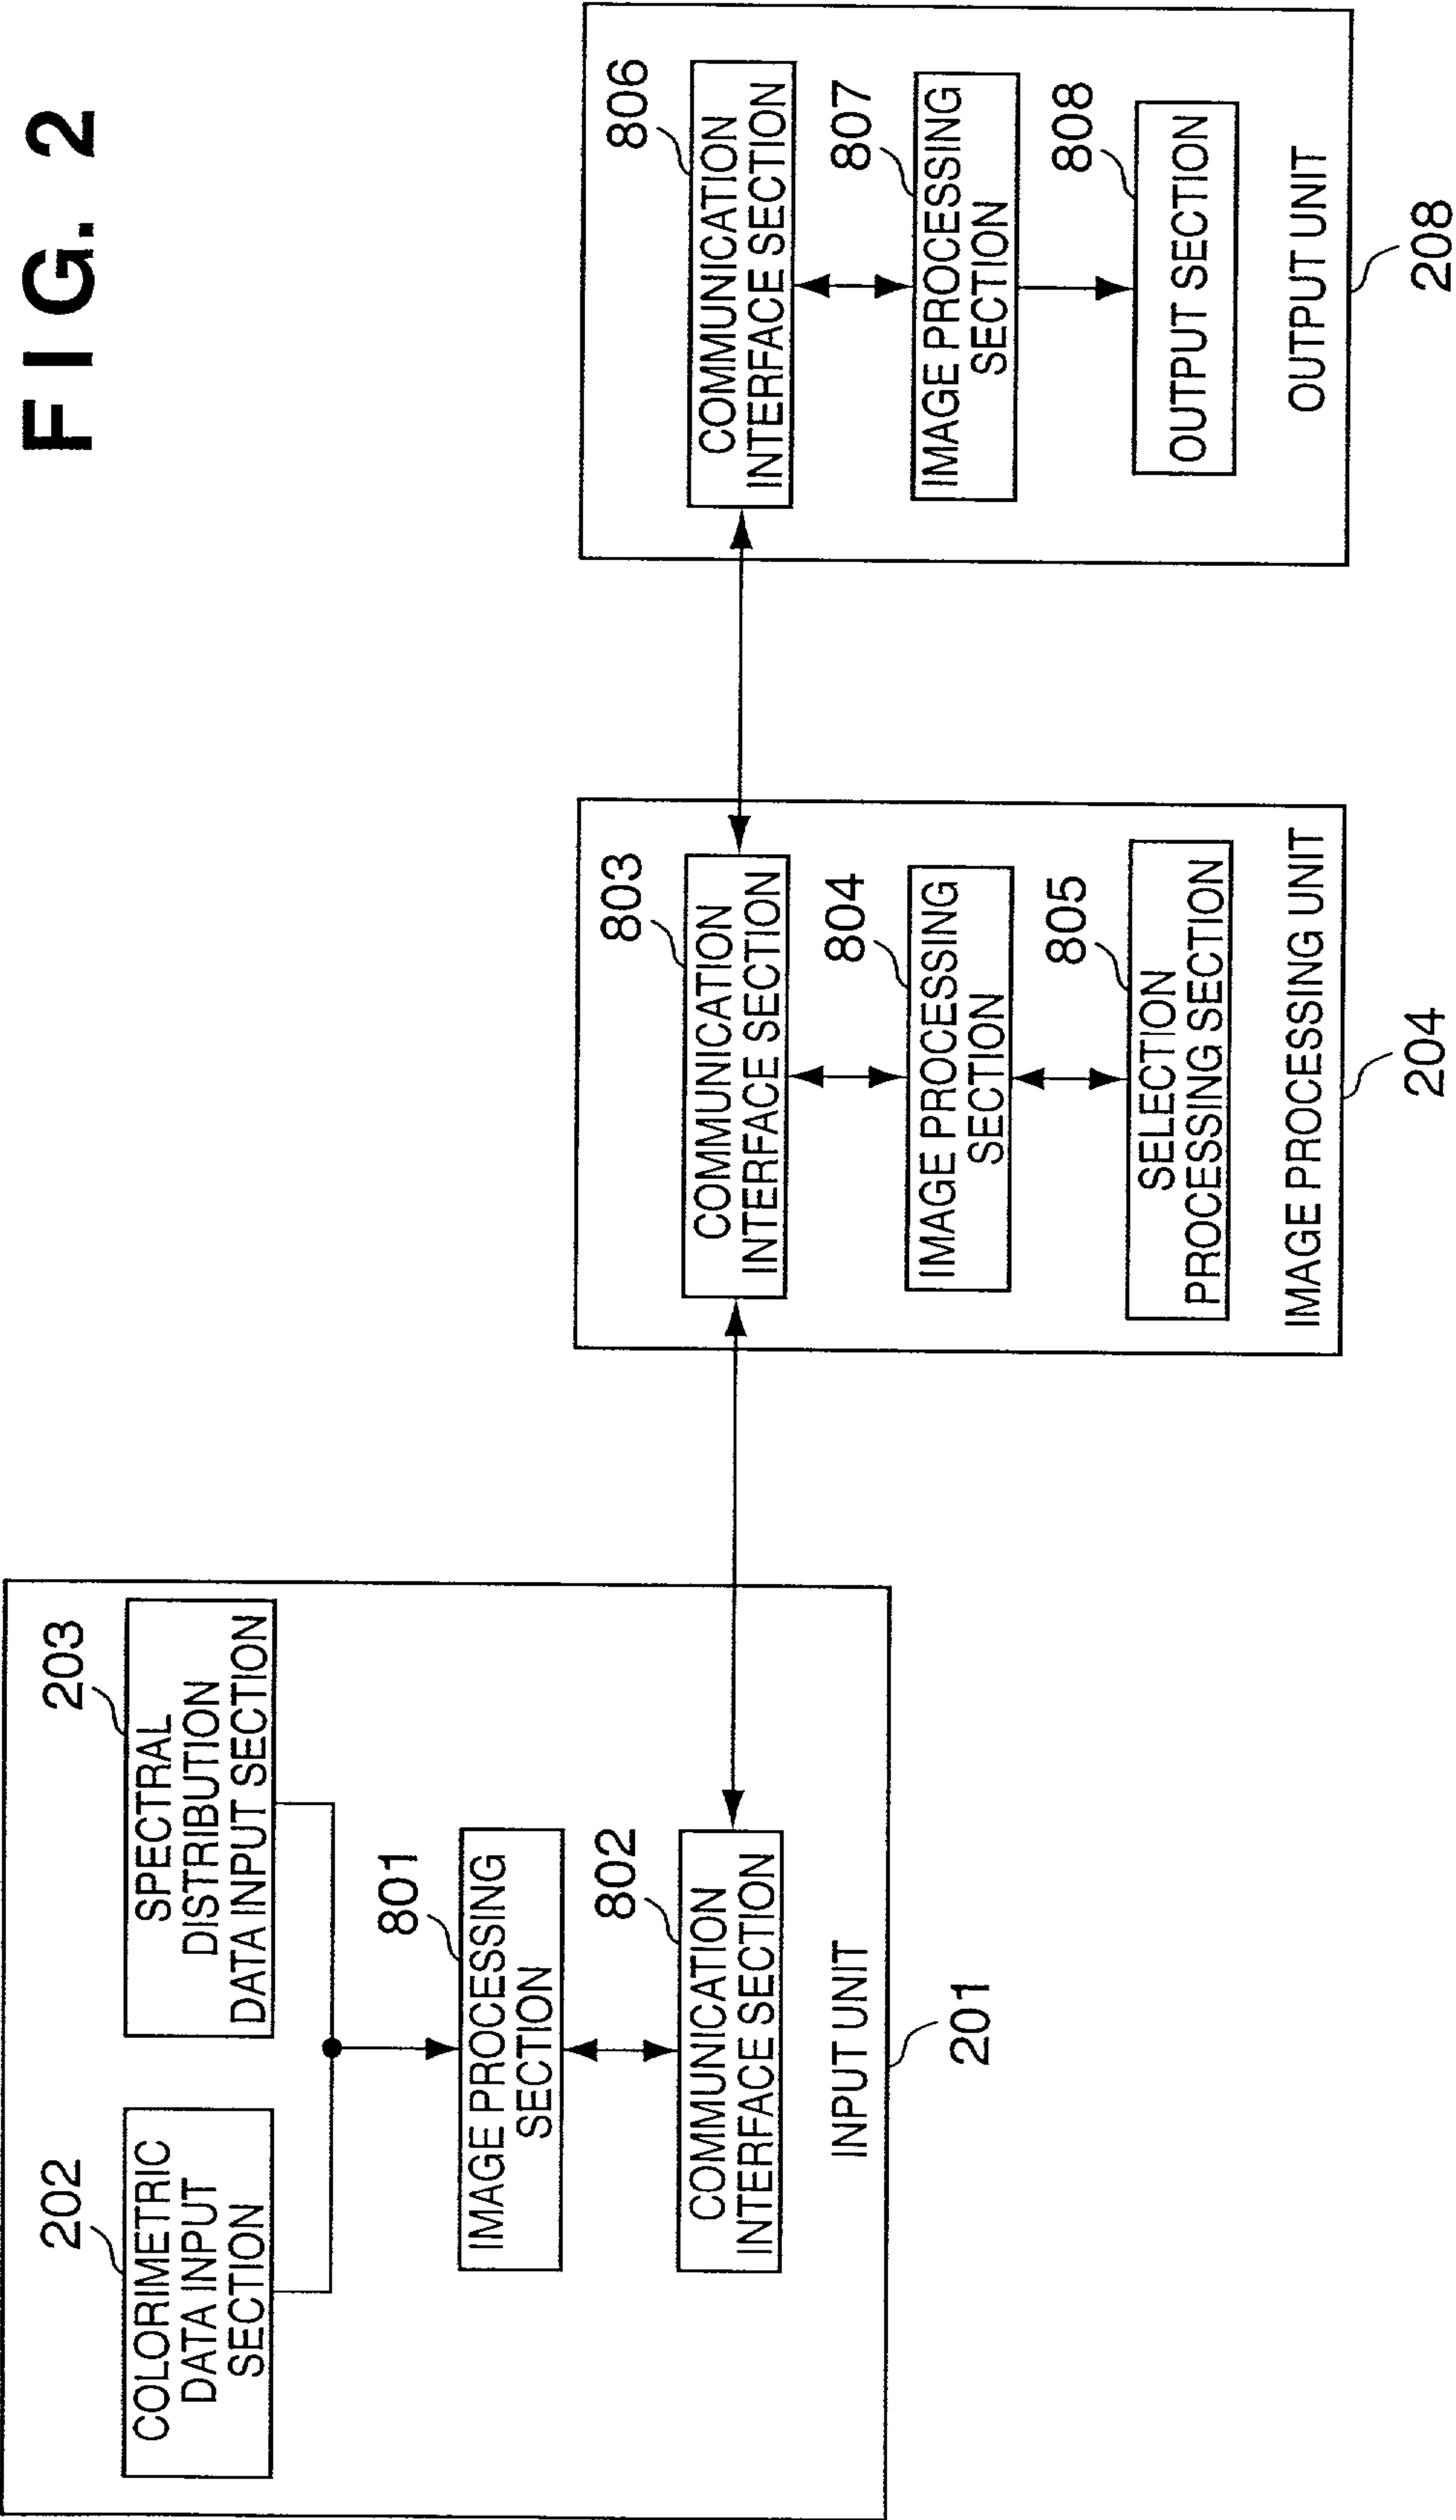 FIG. 2
202
COLORIMETRIC
DATA INPUT
SECTION
203
SPECTRAL
DISTRIBUTION
DATA INPUT SECTION
801
IMAGE PROCESSING
SECTION
802
COMMUNICATION
INTERFACE SECTION
INPUT UNIT
201
803
COMMUNICATION
INTERFACE SECTION
804
IMAGE PROCESSING
SECTION
805
SELECTION
PROCESSING SECTION
IMAGE PROCESSING UNIT
204
806
COMMUNICATION
INTERFACE SECTION
807
IMAGE PROCESSING
SECTION
808
OUTPUT SECTION
OUTPUT UNIT
208